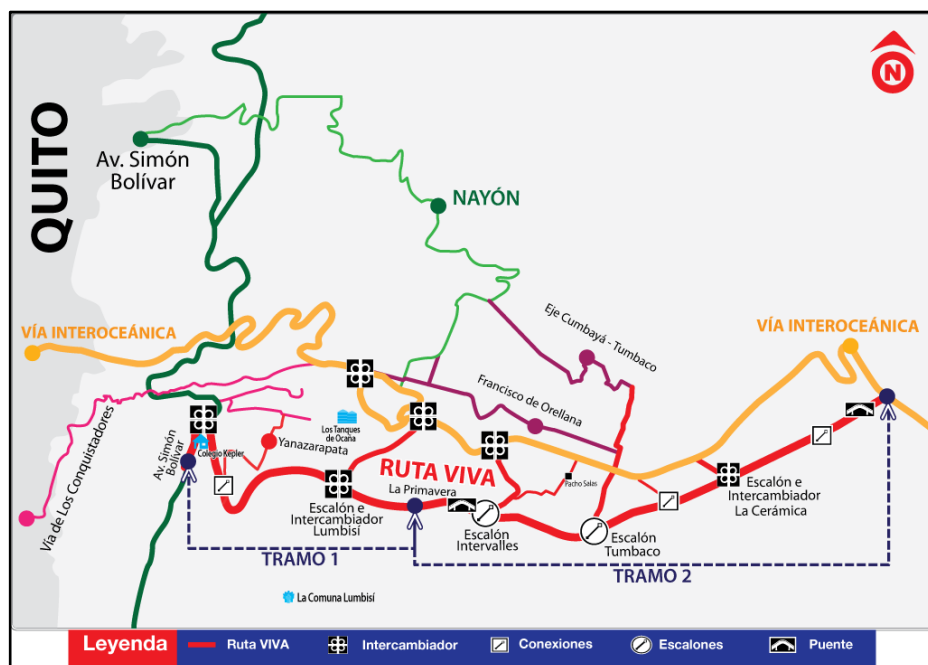 QUITO
Av. Simón
Bolívar
NAYÓN
N
VÍA INTEROCEÁNICA
VÍA INTEROCEÁNICA
Eje Cumbayá - Tumbaco
Francisco de Orellana
Vía de Los Conquistadores
Av. Simón
Bolívar
Colegio Kepler
Yanazarapata
Los Tanques
de Ocaña
RUTA VIVA
La Primavera
Pacho Salas
Escalón e
Intercambiador
Lumbisí
Escalón
Intervalles
Escalón
Tumbaco
Escalón e
Intercambiador
La Cerámica
TRAMO 1
TRAMO 2
La Comuna Lumbisí
Leyenda
Ruta VIVA
Intercambiador
Conexiones
Escalones
Puente